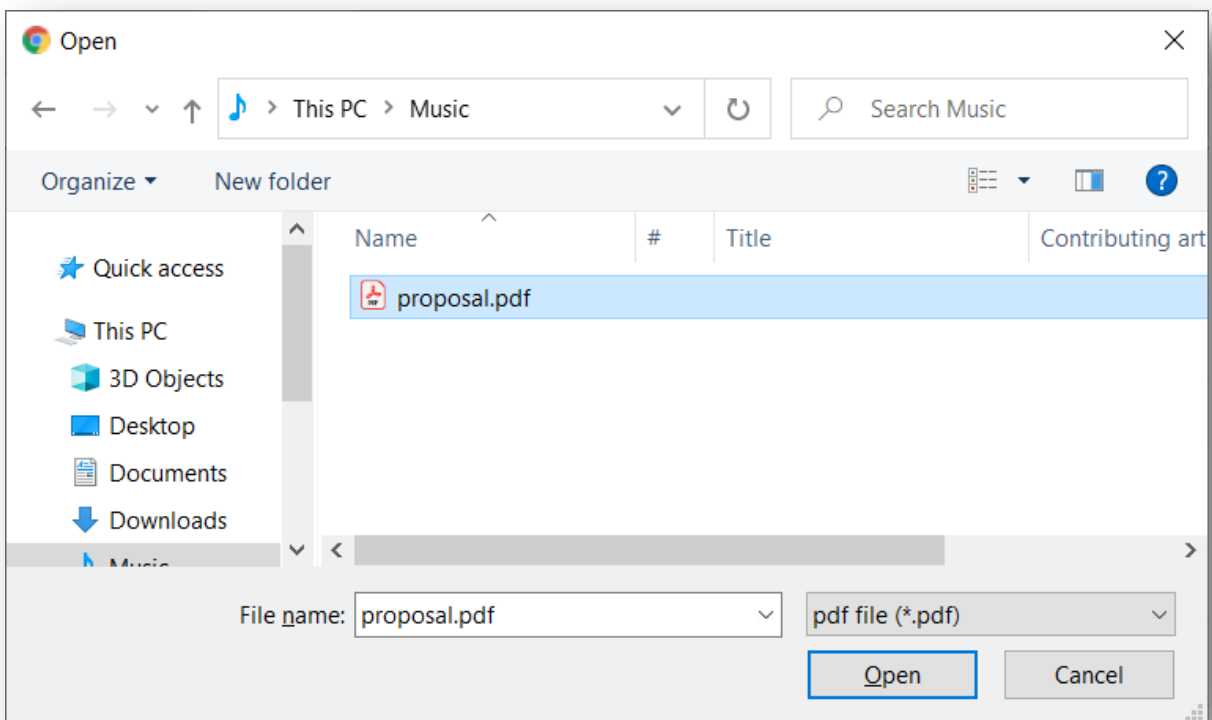 Open
This PC > Music
Search Music
Organize
New folder
?
Name
#
Title
Contributing art
Quick access
proposal.pdf
This PC
3D Objects
Desktop
Documents
Downloads
Music
File name: proposal.pdf
pdf file (*.pdf)
Open
Cancel